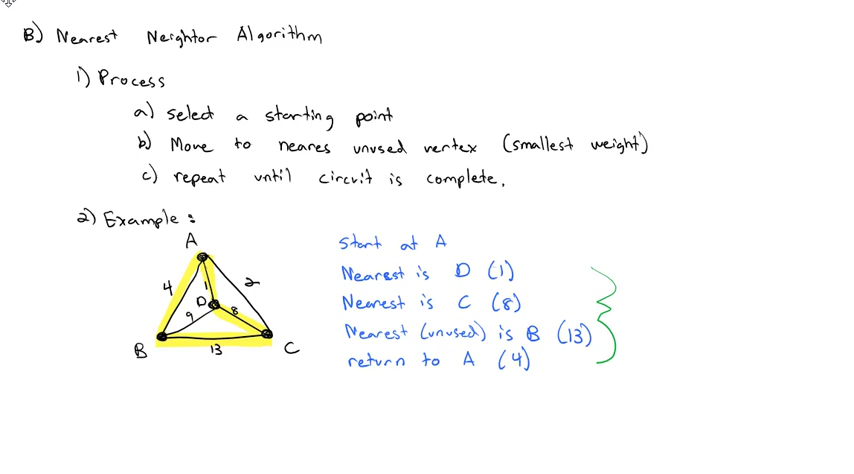 B) Nearest Neightor Algorithm
1) Process
a) select a starting point
b) Move to neares unused vertex (smallest weight)
c) repeat until circuit is complete.
2) Example:
A
4
1
2
D
9
8
B
13
C
Start at A
Nearest is D (1)
Nearest is C (8)
Nearest (unused) is B (13)
return to A (4)